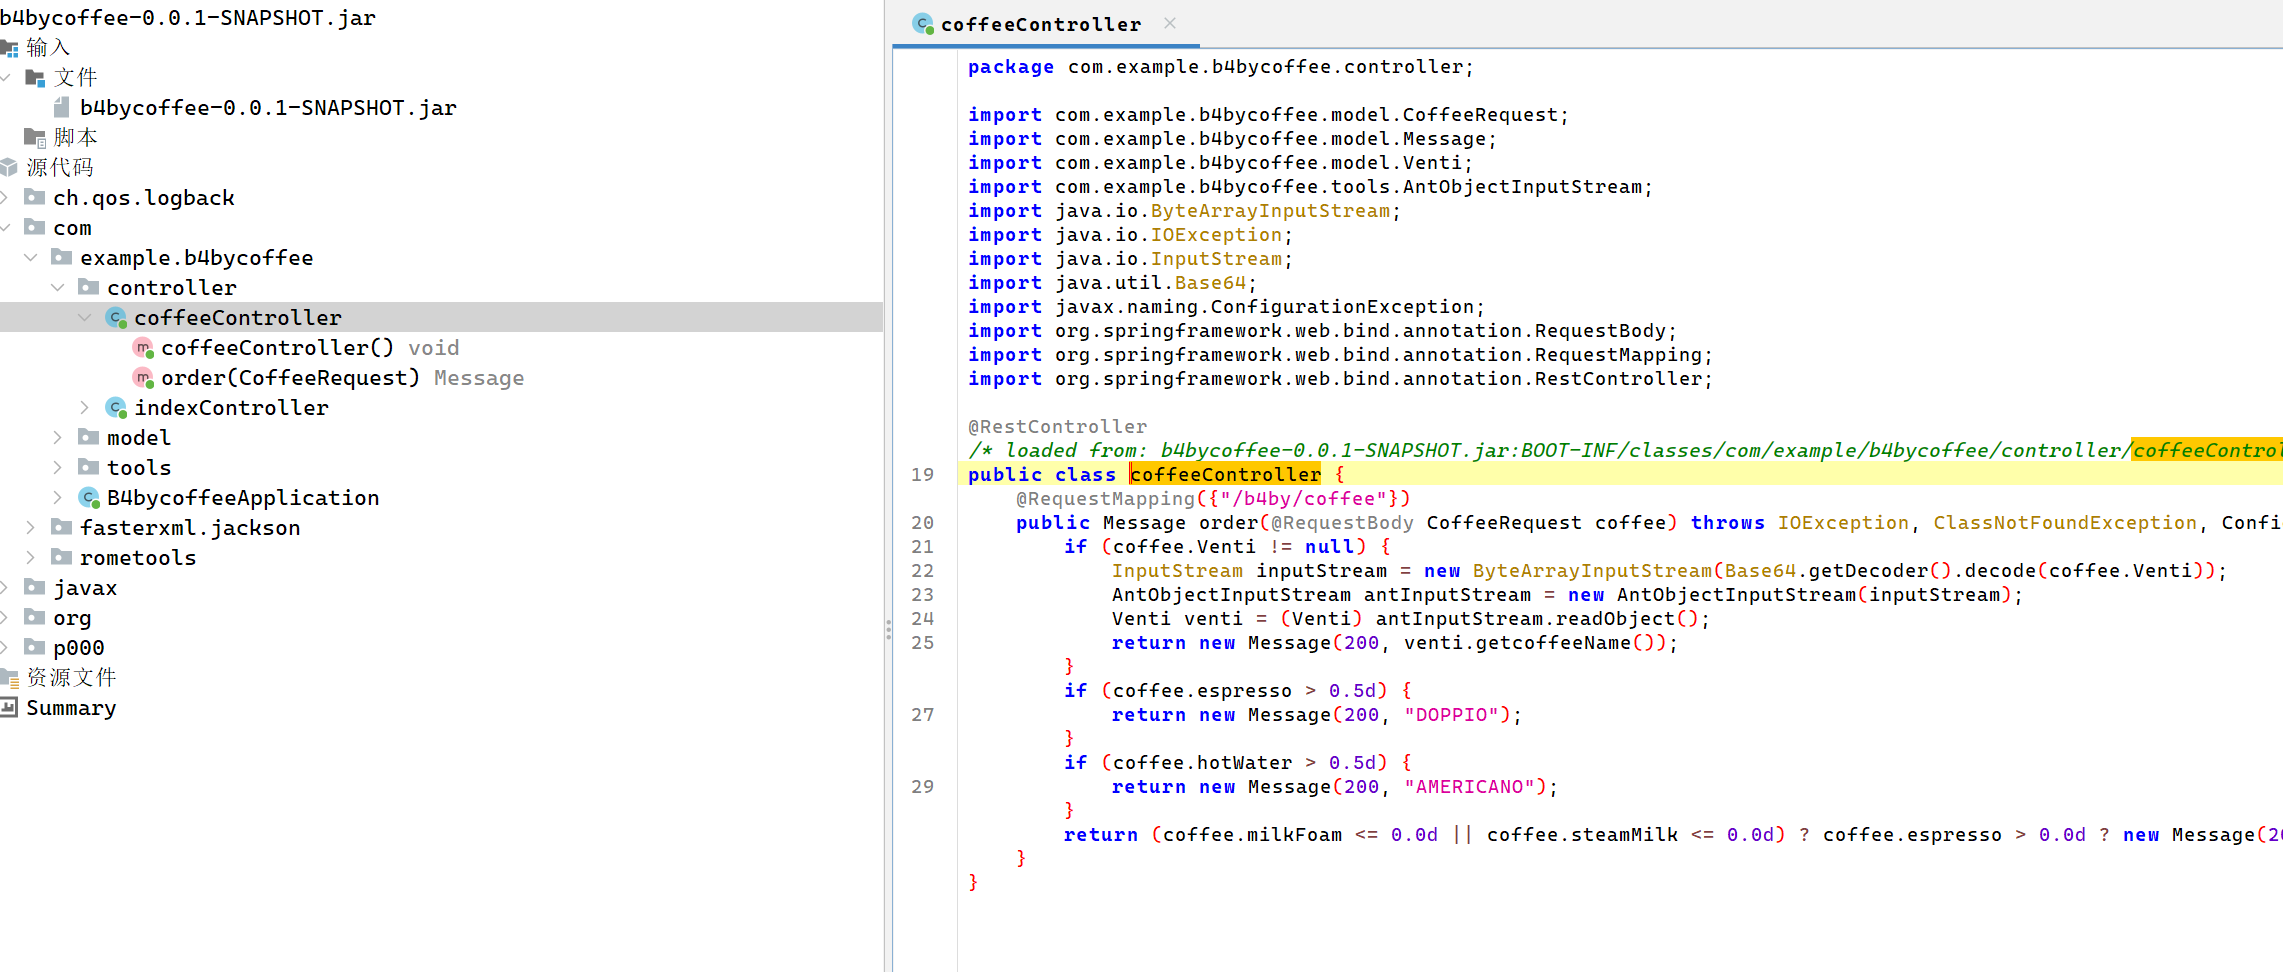 b4bycoffee-0.0.1-SNAPSHOT.jar
输入
文件
b4bycoffee-0.0.1-SNAPSHOT.jar
脚本
源代码
ch.qos.logback
com
example.b4bycoffee
controller
coffeeController
coffeeController() void
order(CoffeeRequest) Message
indexController
model
tools
B4bycoffeeApplication
fasterxml.jackson
rometools
javax
org
p000
资源文件
Summary
coffeeController
package com.example.b4bycoffee.controller;
import com.example.b4bycoffee.model.CoffeeRequest;
import com.example.b4bycoffee.model.Message;
import com.example.b4bycoffee.model.Venti;
import com.example.b4bycoffee.tools.AntObjectInputStream;
import java.io.ByteArrayInputStream;
import java.io.IOException;
import java.io.InputStream;
import java.util.Base64;
import javax.naming.ConfigurationException;
import org.springframework.web.bind.annotation.RequestBody;
import org.springframework.web.bind.annotation.RequestMapping;
import org.springframework.web.bind.annotation.RestController;
@RestController
/* loaded from: b4bycoffee-0.0.1-SNAPSHOT.jar:BOOT-INF/classes/com/example/b4bycoffee/controller/coffeeControl
19 public class coffeeController {
@RequestMapping({"/b4by/coffee"})
20 public Message order(@RequestBody CoffeeRequest coffee) throws IOException, ClassNotFoundException, Confi
21 if (coffee.Venti != null) {
22 InputStream inputStream = new ByteArrayInputStream(Base64.getDecoder().decode(coffee.Venti));
23 AntObjectInputStream antInputStream = new AntObjectInputStream(inputStream);
24 Venti venti = (Venti) antInputStream.readObject();
25 return new Message(200, venti.getcoffeeName());
}
if (coffee.espresso > 0.5d) {
27 return new Message(200, "DOPPIO");
}
if (coffee.hotWater > 0.5d) {
29 return new Message(200, "AMERICANO");
}
return (coffee.milkFoam <= 0.0d || coffee.steamMilk <= 0.0d) ? coffee.espresso > 0.0d ? new Message(20
}
}